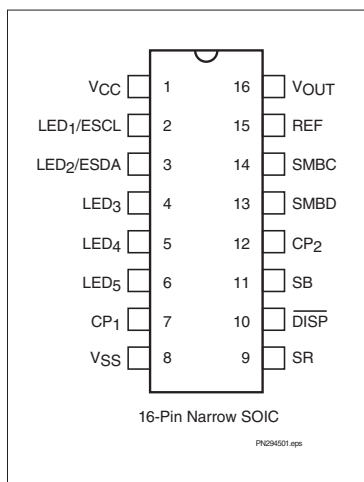 VCC 1 16 VOUT
LED1/ESCL 2 15 REF
LED2/ESDA 3 14 SMBC
LED3 4 13 SMBD
LED4 5 12 CP2
LED5 6 11 SB
CP1 7 10 DISP
VSS 8 9 SR
16-Pin Narrow SOIC
PN294501.eps